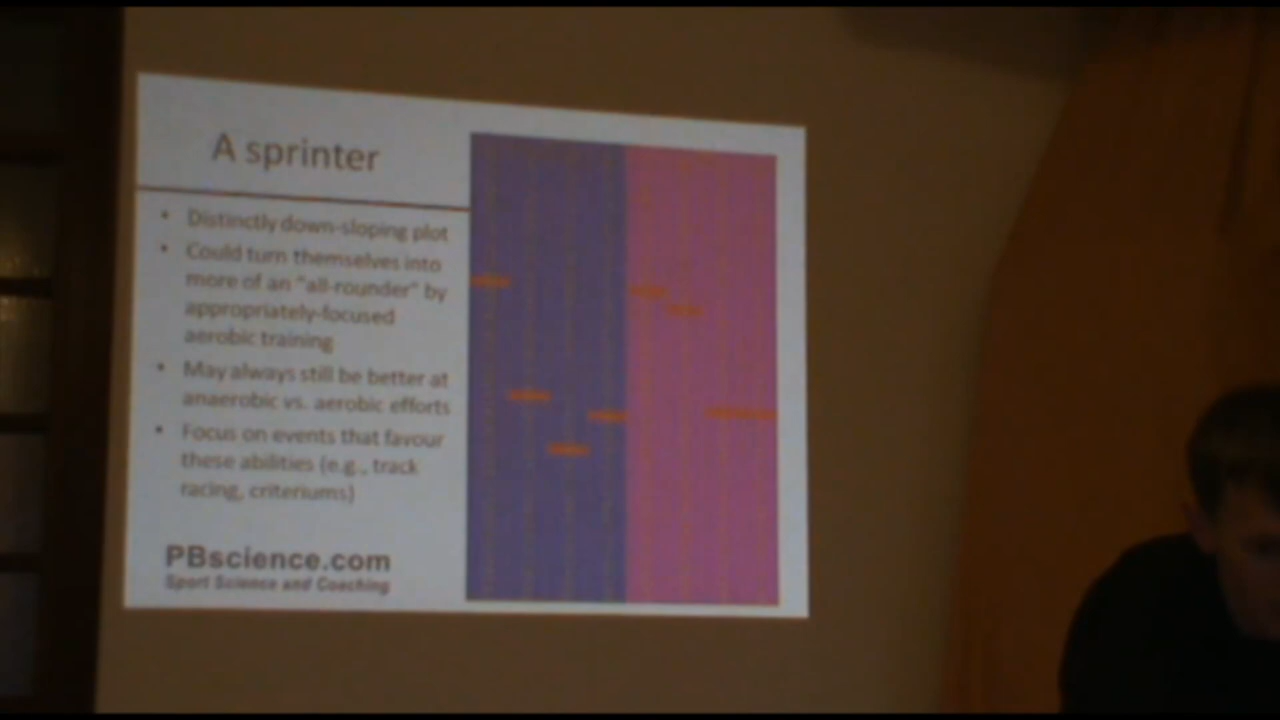 A sprinter
• Distinctly down-sloping plot
• Could turn themselves into
more of an "all-rounder" by
appropriately-focused
aerobic training
• May always still be better at
anaerobic vs. aerobic efforts
• Focus on events that favour
these abilities (e.g., track
racing, criteriums)
PBscience.com
Sport Science and Coaching